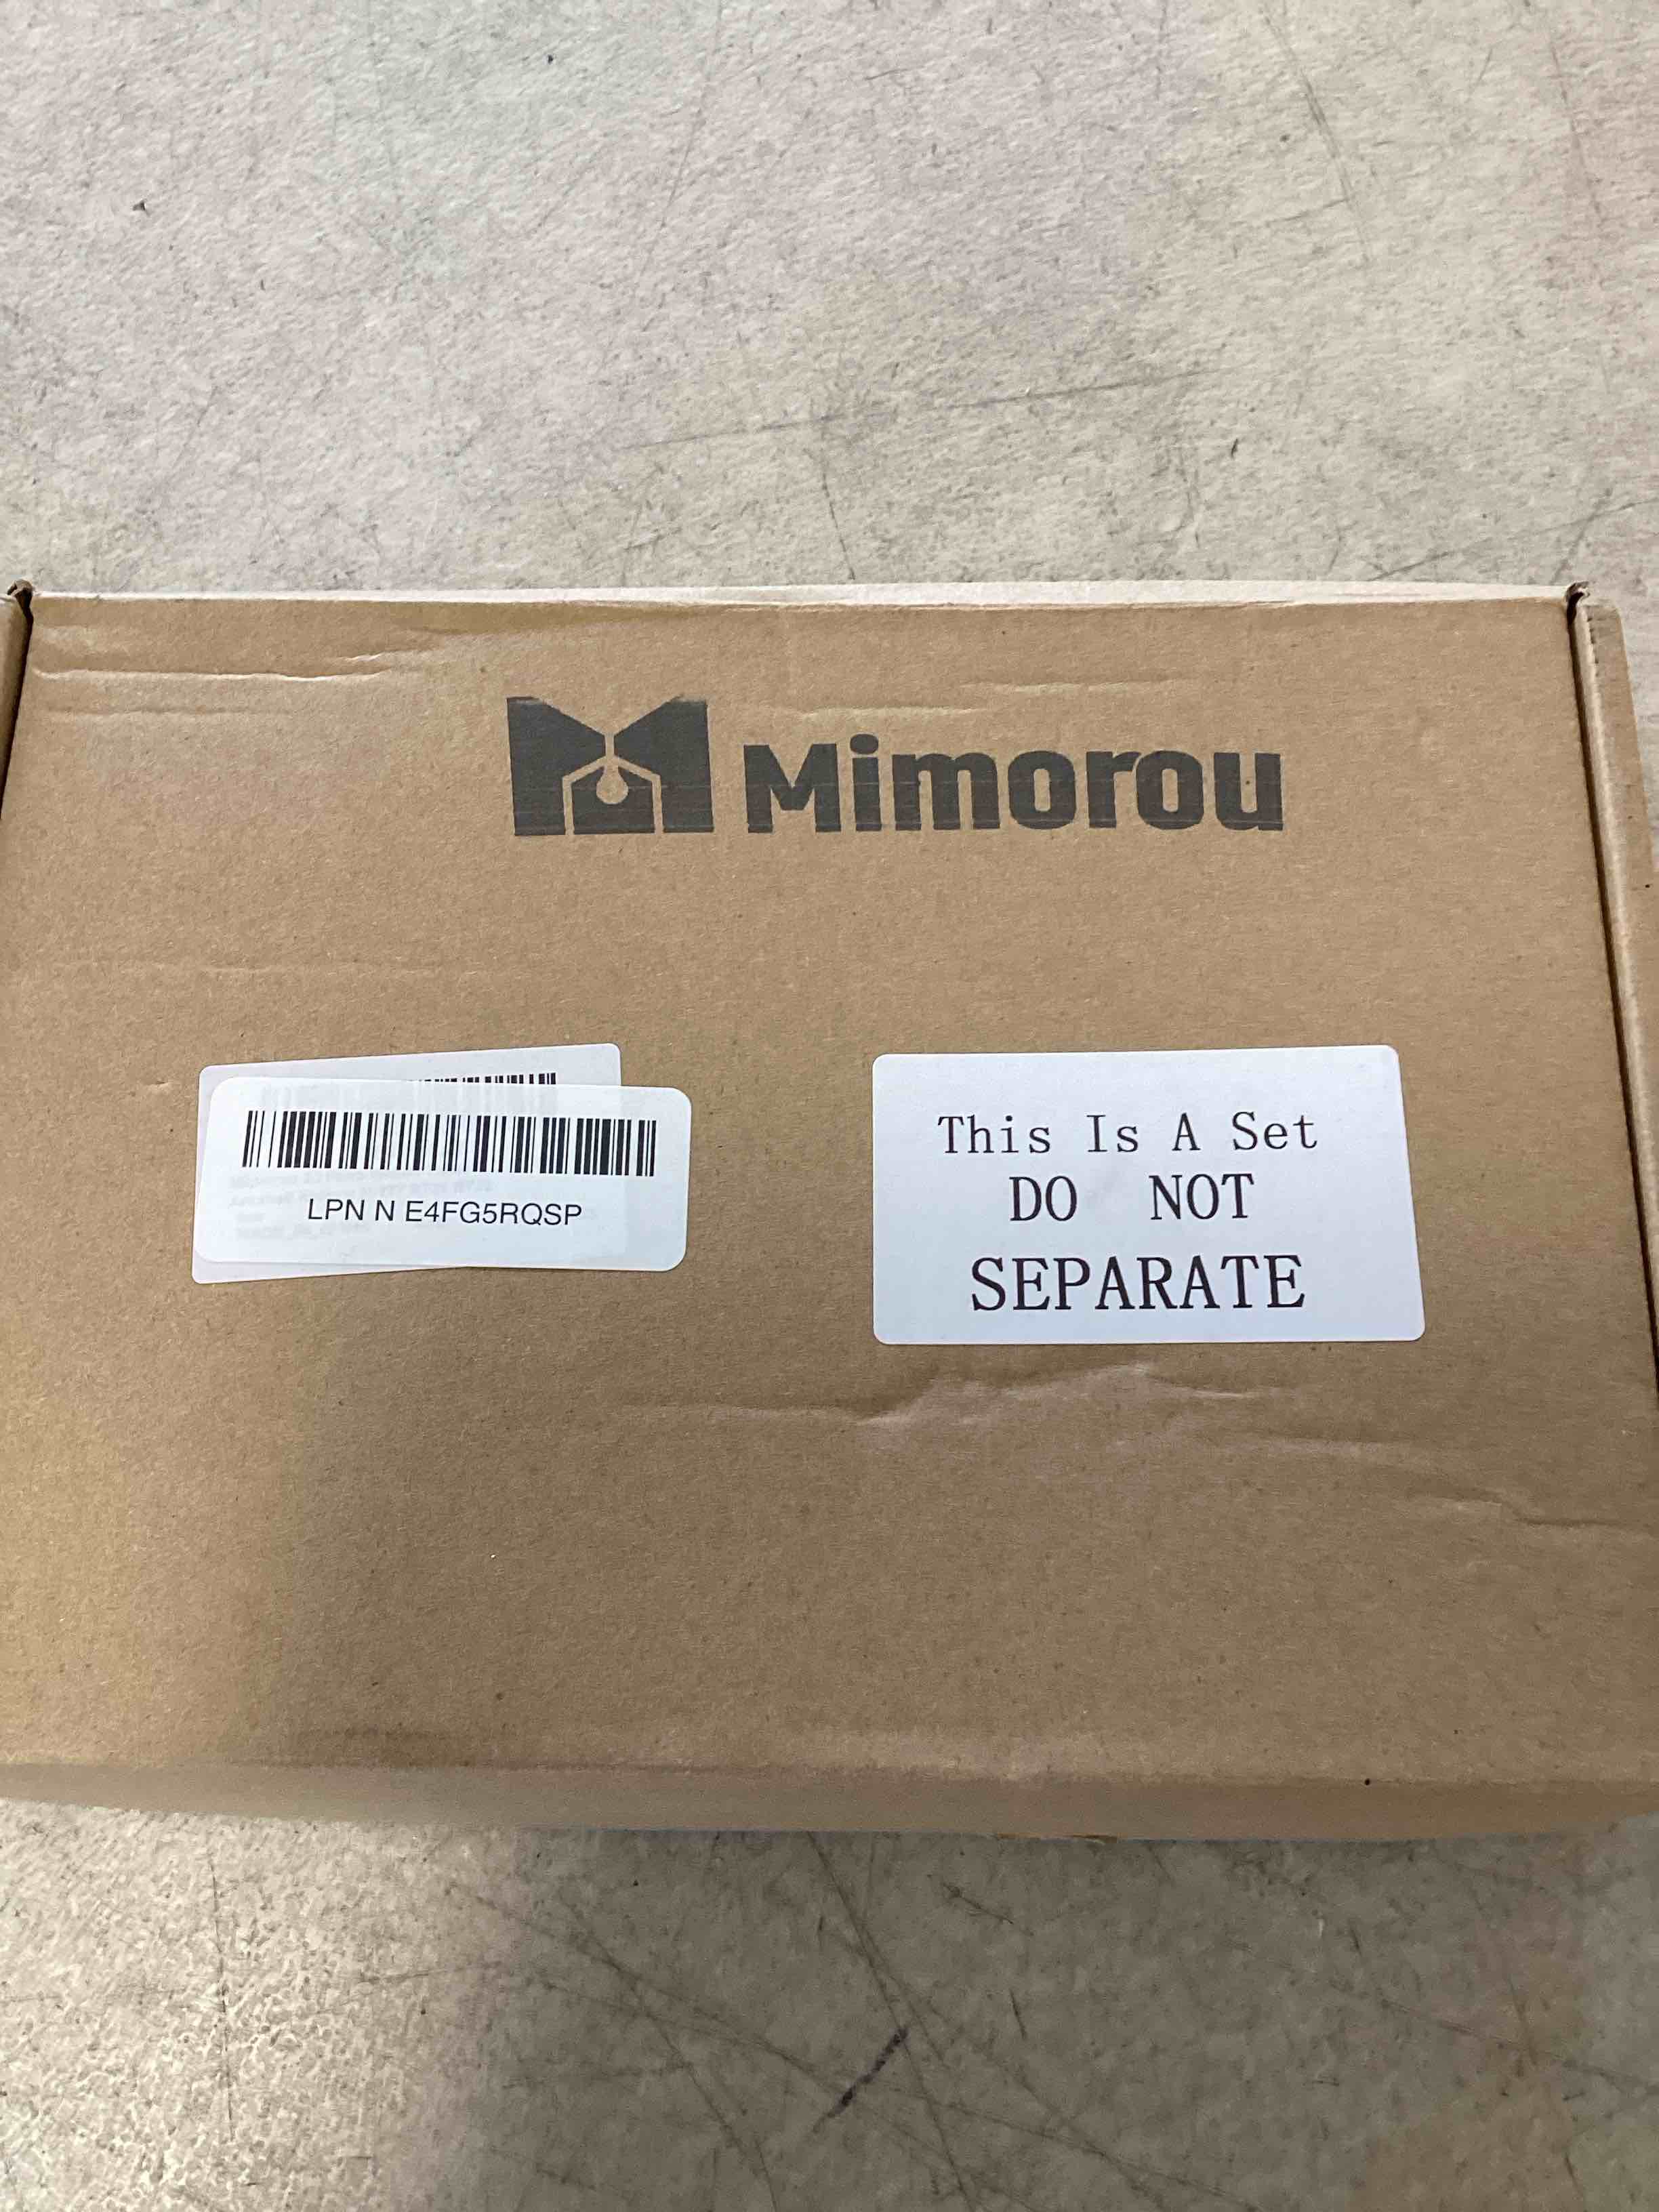 Mimorou
LPN N E4FG5RQSP
This Is A Set
DO NOT
SEPARATE